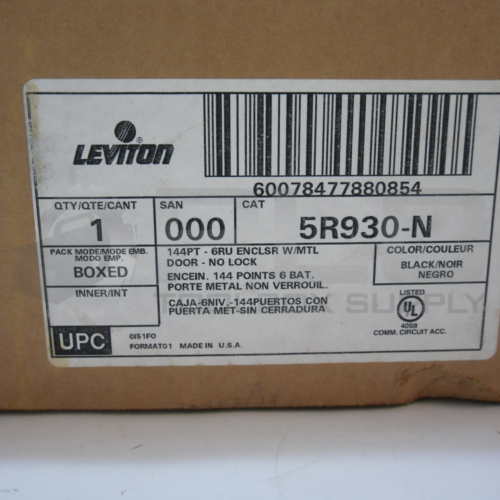 LEVITON
60078477880854
QTY/QTE/CANT
1
SAN
000
CAT
5R930-N
PACK MODE/MODE EMB.
MODO EMP.
BOXED
144PT - 6RU ENCLSR W/MTL
DOOR - NO LOCK
ENCEIN. 144 POINTS 6 BAT.
PORTE METAL NON VERROUIL.
CAJA-6NIV.-144PUERTOS CON
PUERTA MET-SIN CERRADURA
COLOR/COULEUR
BLACK/NOIR
NEGRO
INNER/INT
LISTED
UL
40S8
COMM. CIRCUIT ACC.
UPC
0I51F0
FORMAT01 MADE IN U.S.A.